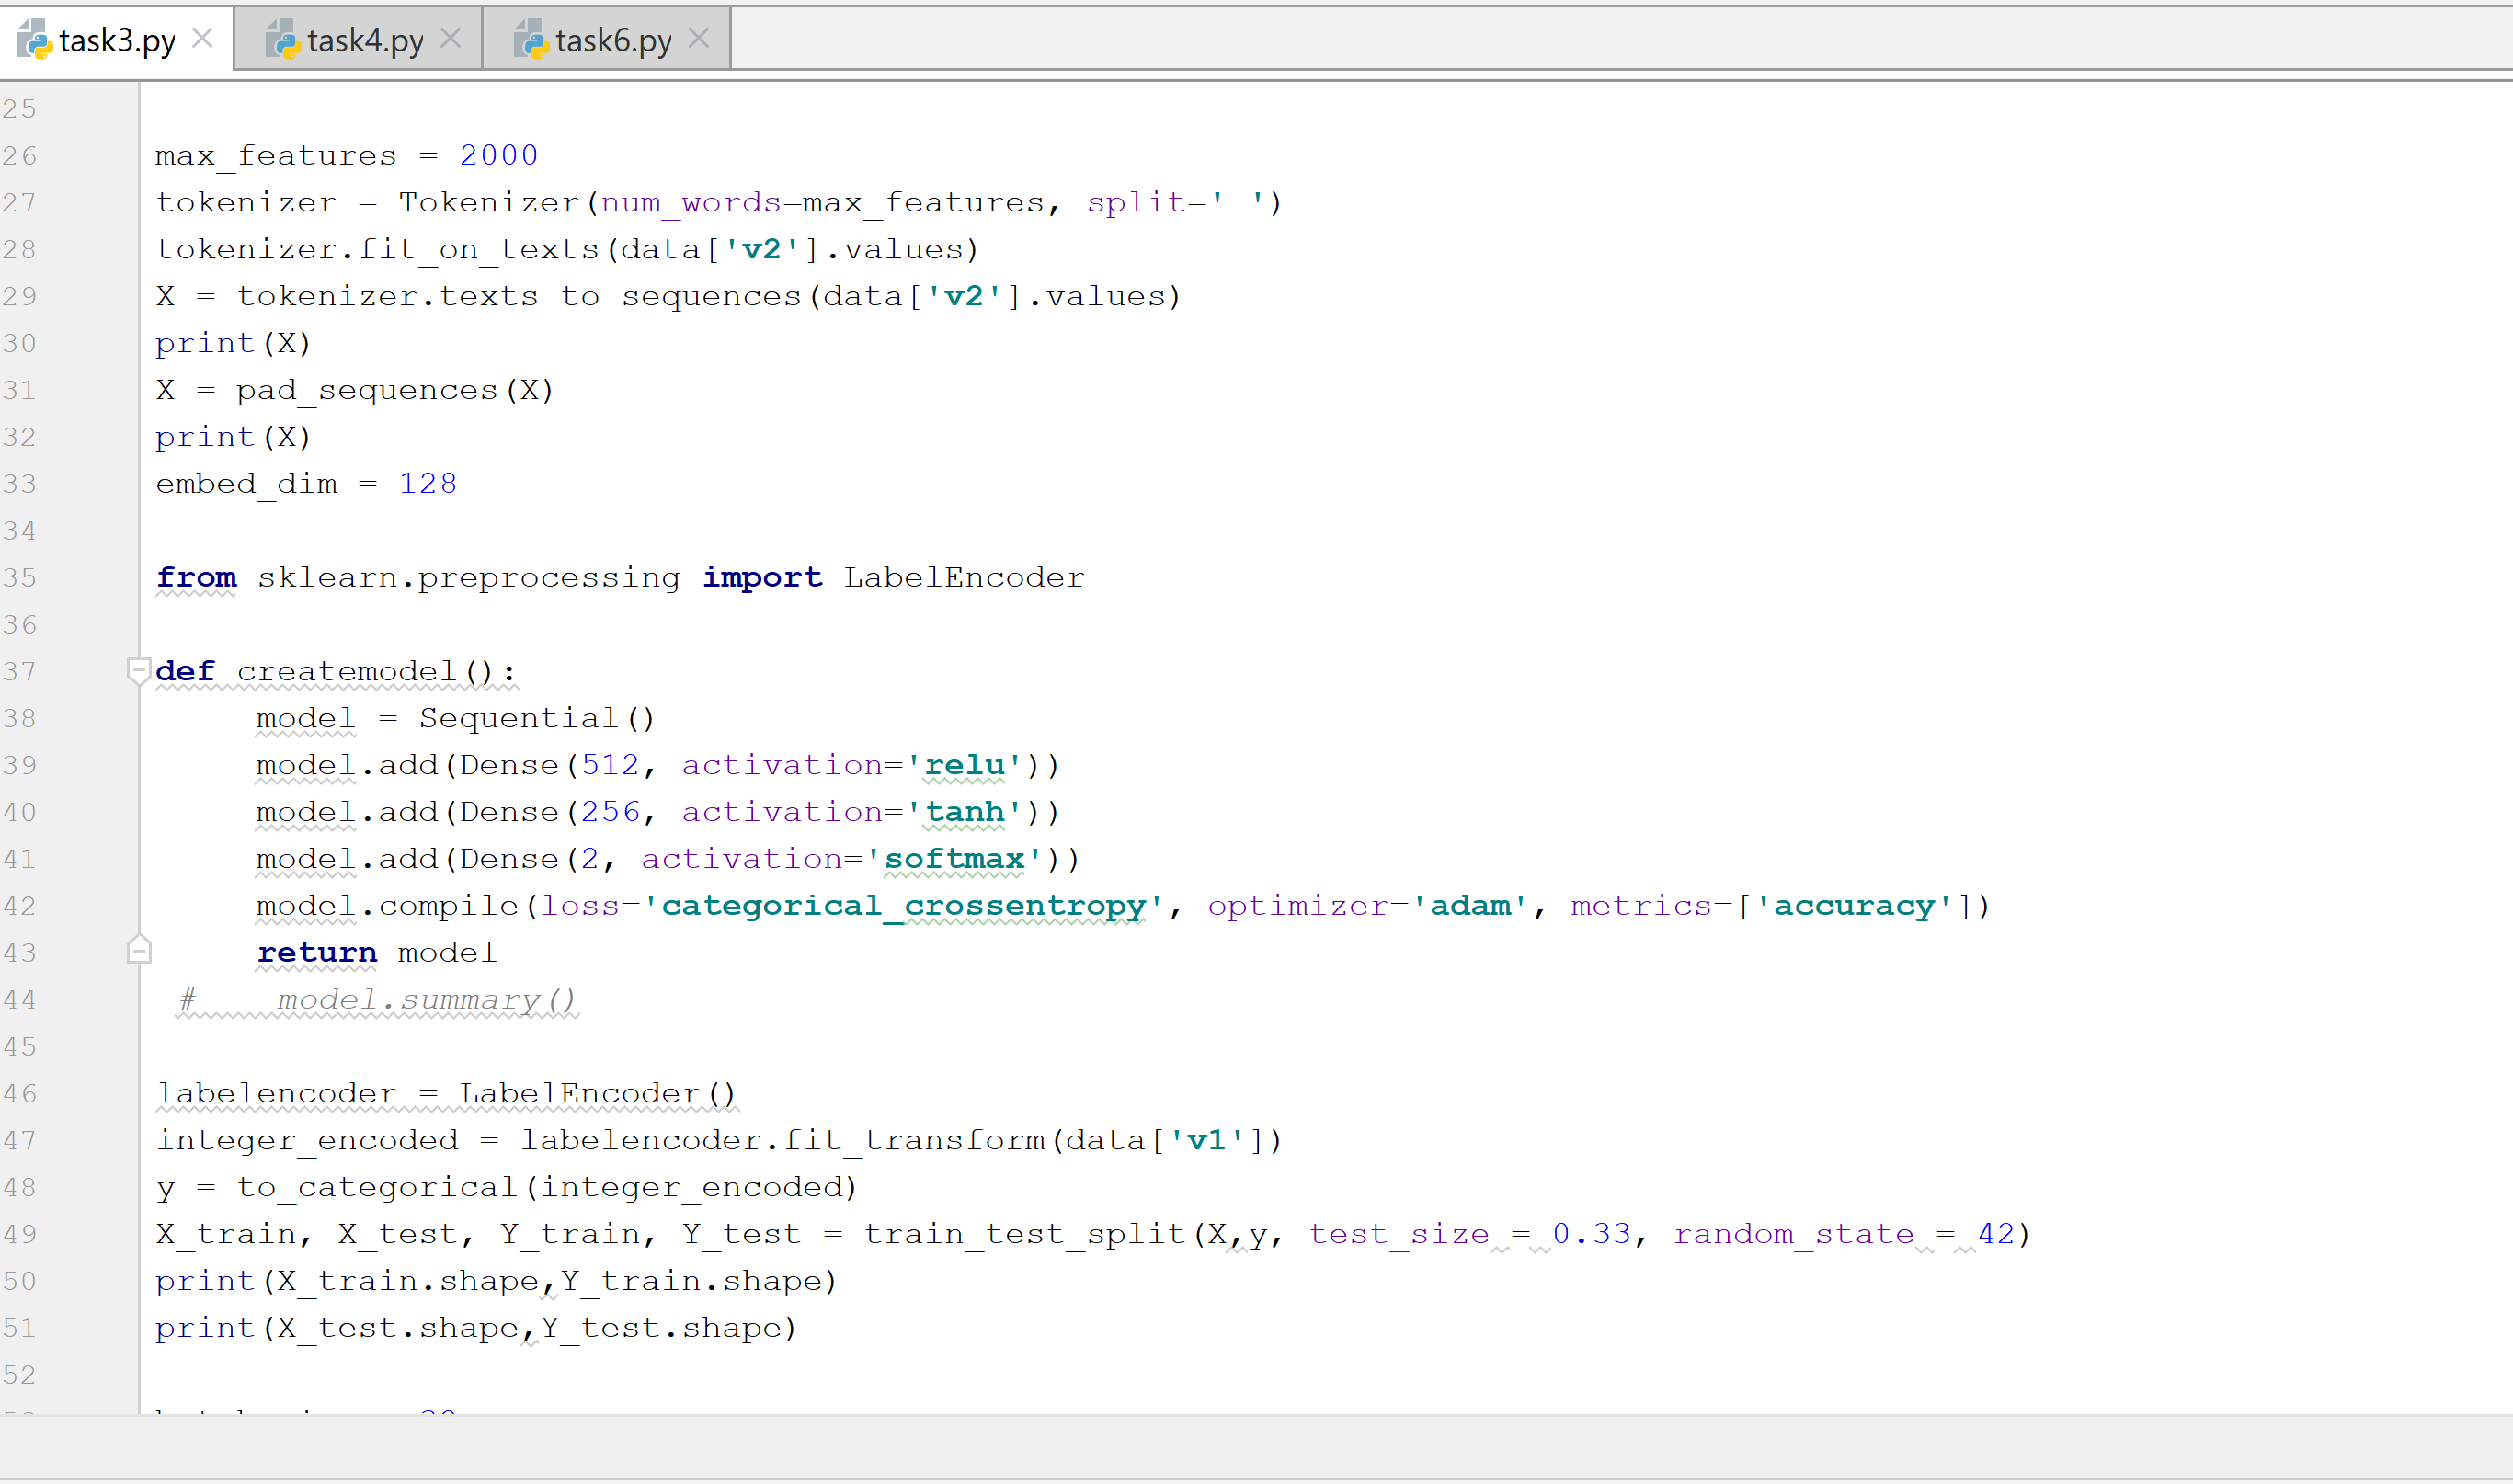 task3.py task4.py task6.py
25
26 max_features = 2000
27 tokenizer = Tokenizer(num_words=max_features, split=' ')
28 tokenizer.fit_on_texts(data['v2'].values)
29 X = tokenizer.texts_to_sequences(data['v2'].values)
30 print(X)
31 X = pad_sequences(X)
32 print(X)
33 embed_dim = 128
34
35 from sklearn.preprocessing import LabelEncoder
36
37 def createmodel():
38      model = Sequential()
39      model.add(Dense(512, activation='relu'))
40      model.add(Dense(256, activation='tanh'))
41      model.add(Dense(2, activation='softmax'))
42      model.compile(loss='categorical_crossentropy', optimizer='adam', metrics=['accuracy'])
43      return model
44  #    model.summary()
45
46 labelencoder = LabelEncoder()
47 integer_encoded = labelencoder.fit_transform(data['v1'])
48 y = to_categorical(integer_encoded)
49 X_train, X_test, Y_train, Y_test = train_test_split(X,y, test_size = 0.33, random_state = 42)
50 print(X_train.shape,Y_train.shape)
51 print(X_test.shape,Y_test.shape)
52